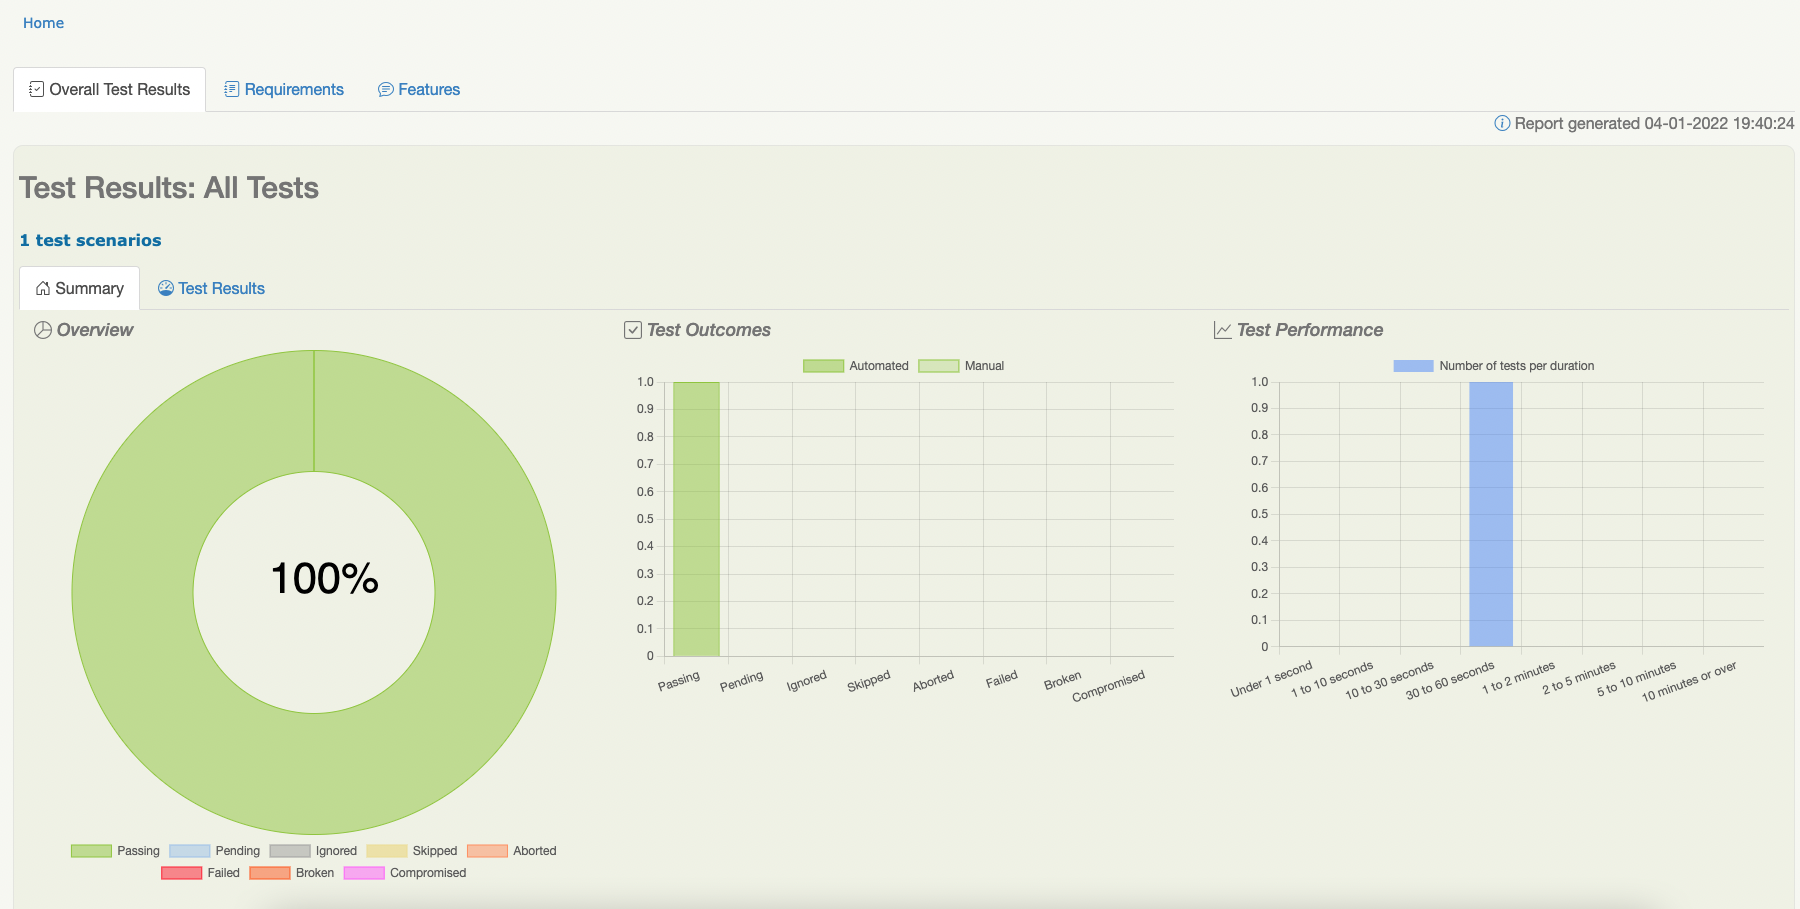 Home
Overall Test Results Requirements Features
Report generated 04-01-2022 19:40:24
Test Results: All Tests
1 test scenarios
Summary Test Results
Overview
100%
Passing Pending Ignored Skipped Aborted
Failed Broken Compromised
Test Outcomes
Automated Manual
1.0
0.9
0.8
0.7
0.6
0.5
0.4
0.3
0.2
0.1
0
Passing Pending Ignored Skipped Aborted Failed Broken Compromised
Test Performance
Number of tests per duration
1.0
0.9
0.8
0.7
0.6
0.5
0.4
0.3
0.2
0.1
0
Under 1 second 1 to 10 seconds 10 to 30 seconds 30 to 60 seconds 1 to 2 minutes 2 to 5 minutes 5 to 10 minutes 10 minutes or over